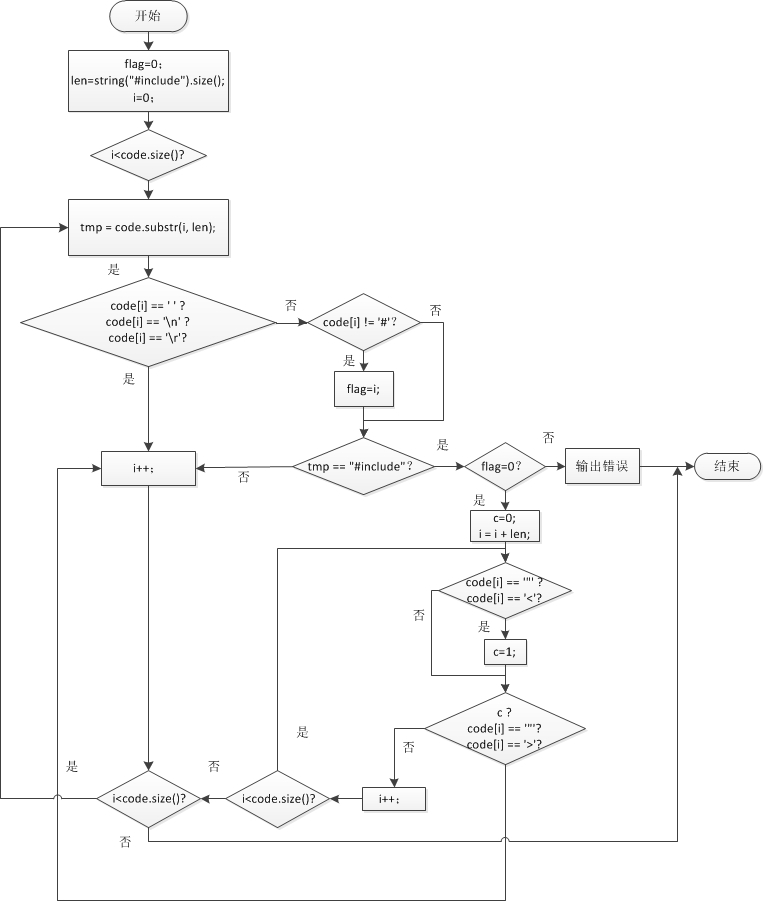 开始
flag=0;
len=string("#include").size();
i=0;
i<code.size()?
tmp = code.substr(i, len);
是
code[i] == ' ' ?
code[i] == '\n' ?
code[i] == '\r'?
否
code[i] != '#'?
否
是
flag=i;
是
i++;
否
tmp == "#include"?
是
flag=0?
否
输出错误
结束
是
c=0;
i = i + len;
code[i] == '"' ?
code[i] == '<'?
否
是
c=1;
c ?
code[i] == '"'?
code[i] == '>'?
是
否
是
i<code.size()?
否
i<code.size()?
i++;
否